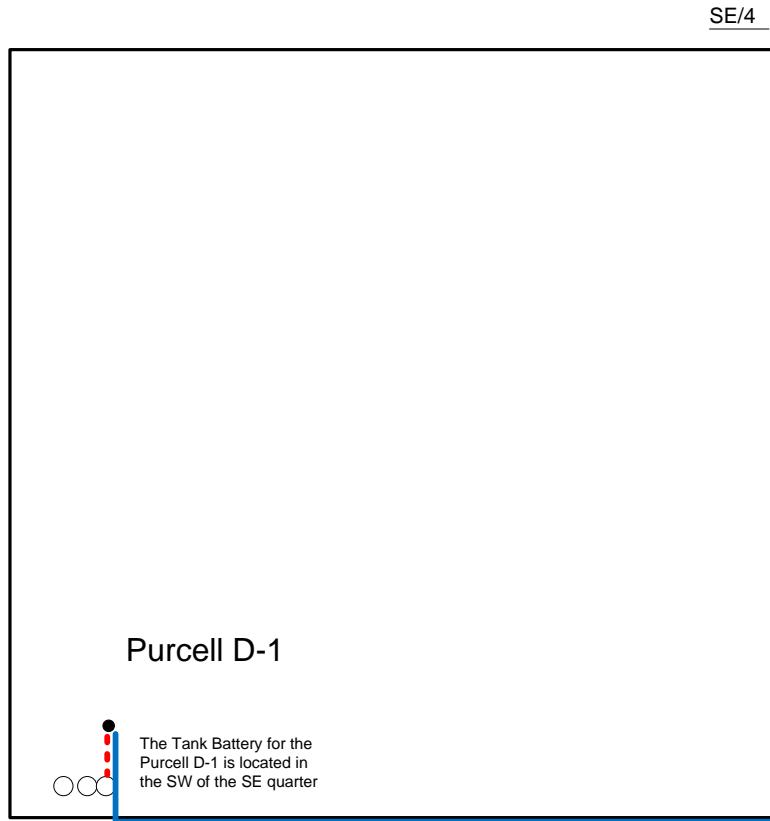 SE/4
Purcell D-1
The Tank Battery for the
Purcell D-1 is located in
the SW of the SE quarter